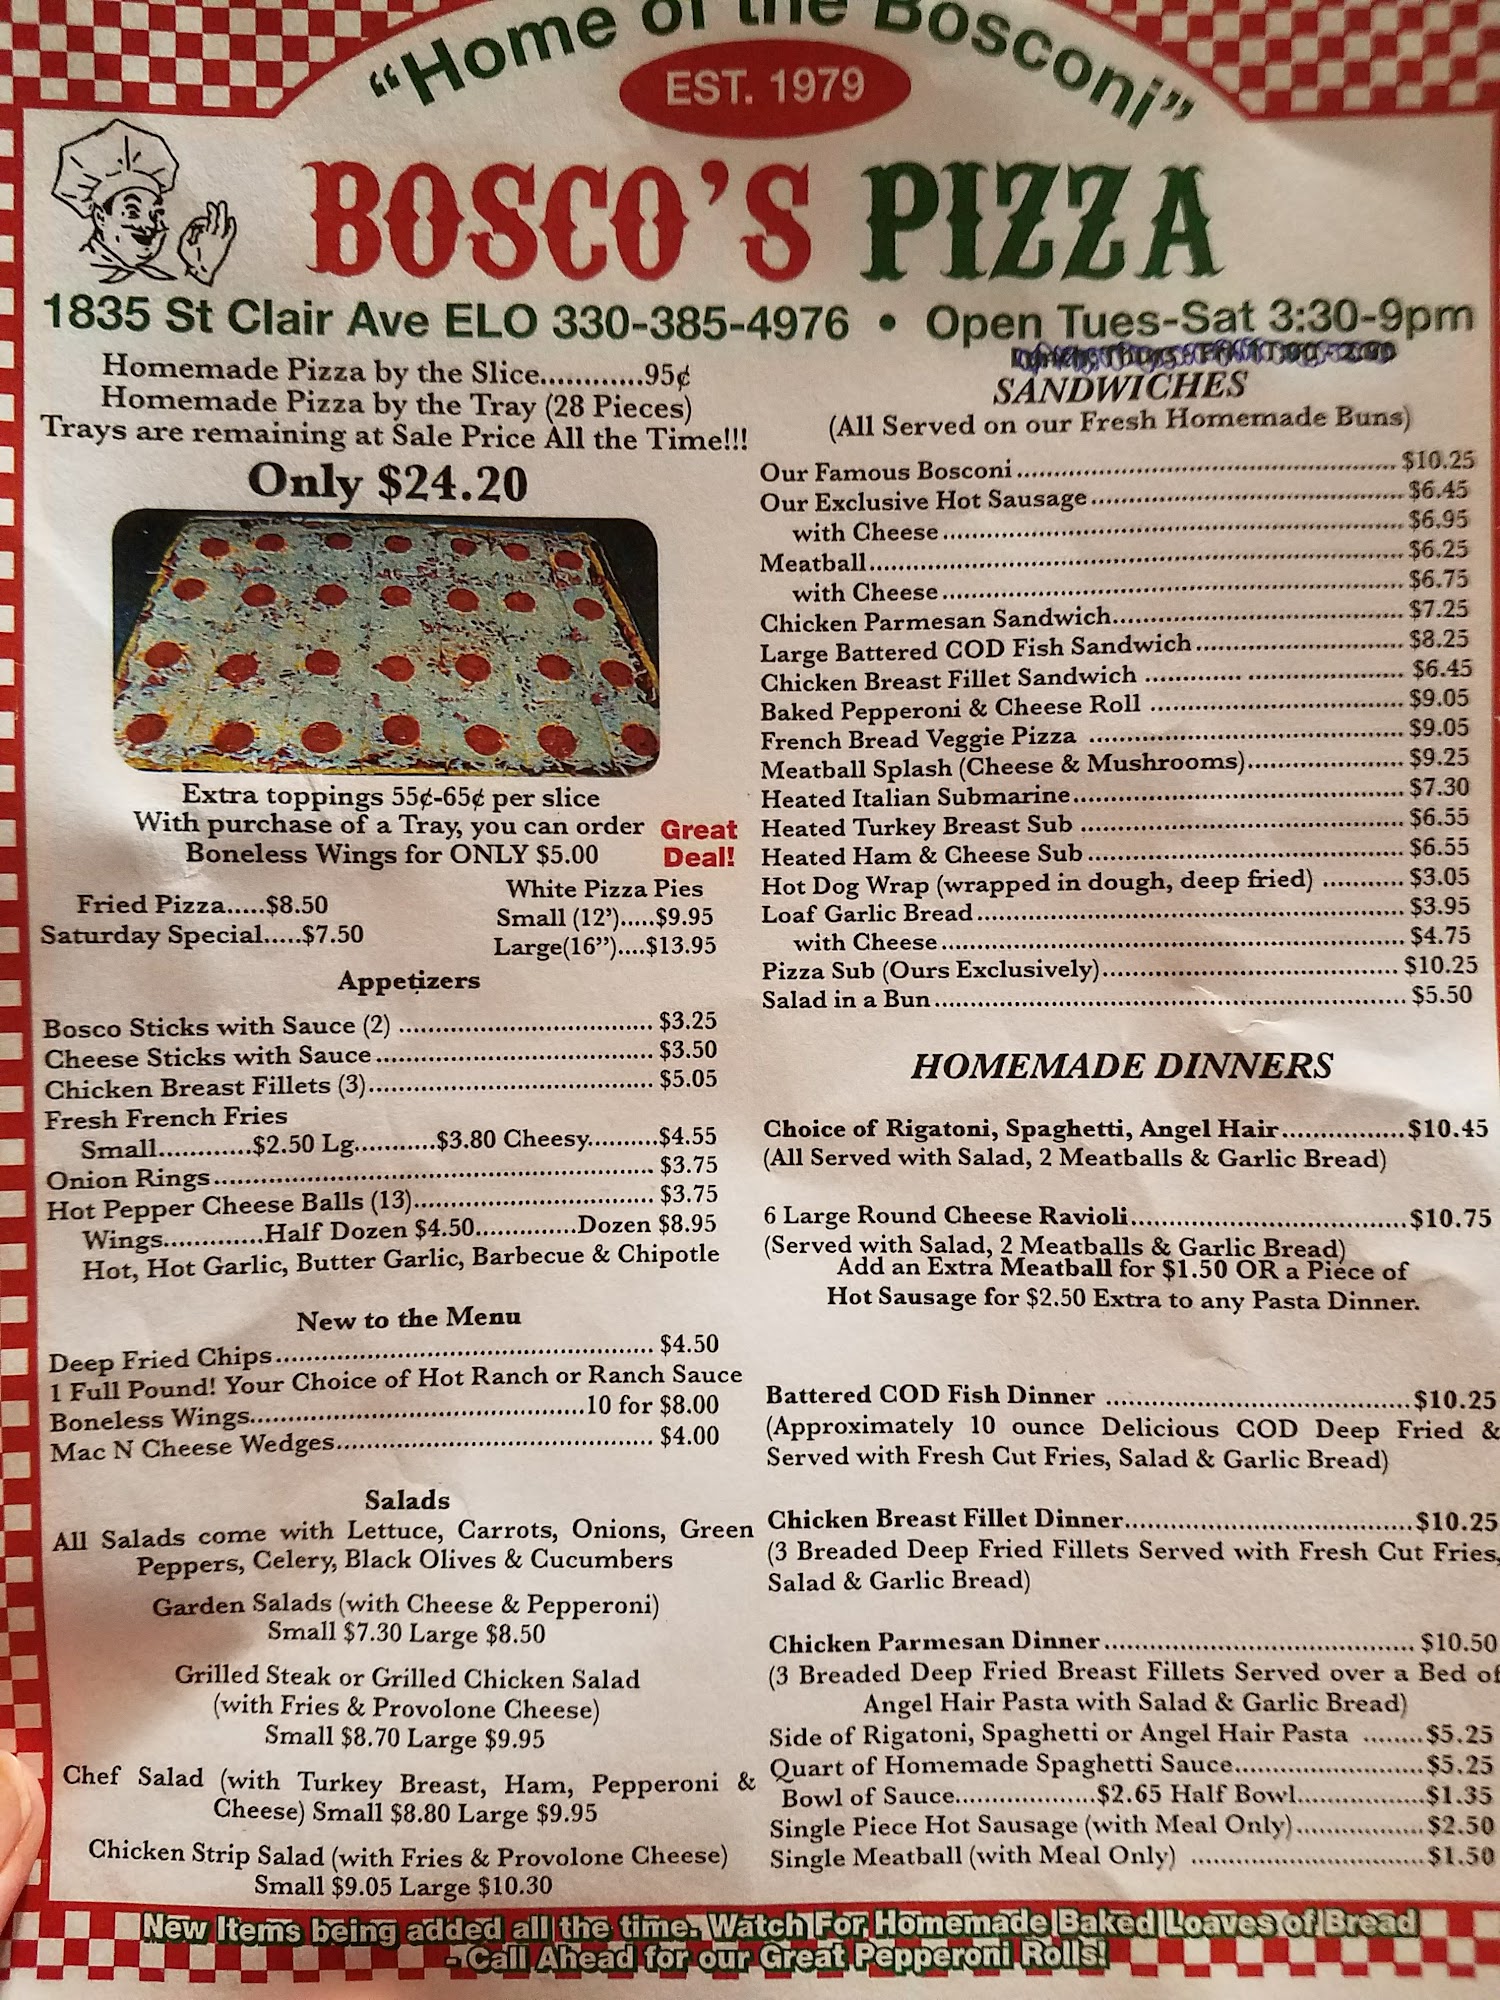 "Home of the Bosconi"
EST. 1979
BOSCO'S PIZZA
1835 St Clair Ave ELO 330-385-4976 • Open Tues-Sat 3:30-9pm
Homemade Pizza by the Slice............95¢
Homemade Pizza by the Tray (28 Pieces)
Trays are remaining at Sale Price All the Time!!!
Only $24.20
Extra toppings 55¢-65¢ per slice
With purchase of a Tray, you can order
Boneless Wings for ONLY $5.00
Great
Deal!
Fried Pizza.....$8.50
Saturday Special.....$7.50
White Pizza Pies
Small (12').....$9.95
Large(16")....$13.95
Appetizers
Bosco Sticks with Sauce (2) ................................. $3.25
Cheese Sticks with Sauce.................................... $3.50
Chicken Breast Fillets (3)..................................... $5.05
Fresh French Fries
Small............$2.50 Lg...........$3.80 Cheesy..........$4.55
Onion Rings......................................................... $3.75
Hot Pepper Cheese Balls (13)............................... $3.75
Wings.............Half Dozen $4.50.............Dozen $8.95
Hot, Hot Garlic, Butter Garlic, Barbecue & Chipotle
New to the Menu
Deep Fried Chips................................................. $4.50
1 Full Pound! Your Choice of Hot Ranch or Ranch Sauce
Boneless Wings...........................................10 for $8.00
Mac N Cheese Wedges......................................... $4.00
Salads
All Salads come with Lettuce, Carrots, Onions, Green
Peppers, Celery, Black Olives & Cucumbers
Garden Salads (with Cheese & Pepperoni)
Small $7.30 Large $8.50
Grilled Steak or Grilled Chicken Salad
(with Fries & Provolone Cheese)
Small $8.70 Large $9.95
Chef Salad (with Turkey Breast, Ham, Pepperoni &
Cheese) Small $8.80 Large $9.95
Chicken Strip Salad (with Fries & Provolone Cheese)
Small $9.05 Large $10.30
SANDWICHES
(All Served on our Fresh Homemade Buns)
Our Famous Bosconi................................................. $10.25
Our Exclusive Hot Sausage......................................... $6.45
with Cheese............................................................ $6.95
Meatball..................................................................... $6.25
with Cheese............................................................ $6.75
Chicken Parmesan Sandwich...................................... $7.25
Large Battered COD Fish Sandwich........................... $8.25
Chicken Breast Fillet Sandwich ............. .................... $6.45
Baked Pepperoni & Cheese Roll ................................. $9.05
French Bread Veggie Pizza ......................................... $9.05
Meatball Splash (Cheese & Mushrooms).................... $9.25
Heated Italian Submarine........................................... $7.30
Heated Turkey Breast Sub .......................................... $6.55
Heated Ham & Cheese Sub......................................... $6.55
Hot Dog Wrap (wrapped in dough, deep fried) ........... $3.05
Loaf Garlic Bread........................................................ $3.95
with Cheese............................................................ $4.75
Pizza Sub (Ours Exclusively)...................................... $10.25
Salad in a Bun.............................................................. $5.50
HOMEMADE DINNERS
Choice of Rigatoni, Spaghetti, Angel Hair................$10.45
(All Served with Salad, 2 Meatballs & Garlic Bread)
6 Large Round Cheese Ravioli....................................$10.75
(Served with Salad, 2 Meatballs & Garlic Bread)
Add an Extra Meatball for $1.50 OR a Piece of
Hot Sausage for $2.50 Extra to any Pasta Dinner.
Battered COD Fish Dinner ........................................$10.25
(Approximately 10 ounce Delicious COD Deep Fried &
Served with Fresh Cut Fries, Salad & Garlic Bread)
Chicken Breast Fillet Dinner......................................$10.25
(3 Breaded Deep Fried Fillets Served with Fresh Cut Fries,
Salad & Garlic Bread)
Chicken Parmesan Dinner......................................... $10.50
(3 Breaded Deep Fried Breast Fillets Served over a Bed of
Angel Hair Pasta with Salad & Garlic Bread)
Side of Rigatoni, Spaghetti or Angel Hair Pasta ........$5.25
Quart of Homemade Spaghetti Sauce.........................$5.25
Bowl of Sauce...................$2.65 Half Bowl.................$1.35
Single Piece Hot Sausage (with Meal Only).................$2.50
Single Meatball (with Meal Only) ...............................$1.50
New Items being added all the time. Watch For Homemade Baked Loaves of Bread
- Call Ahead for our Great Pepperoni Rolls!